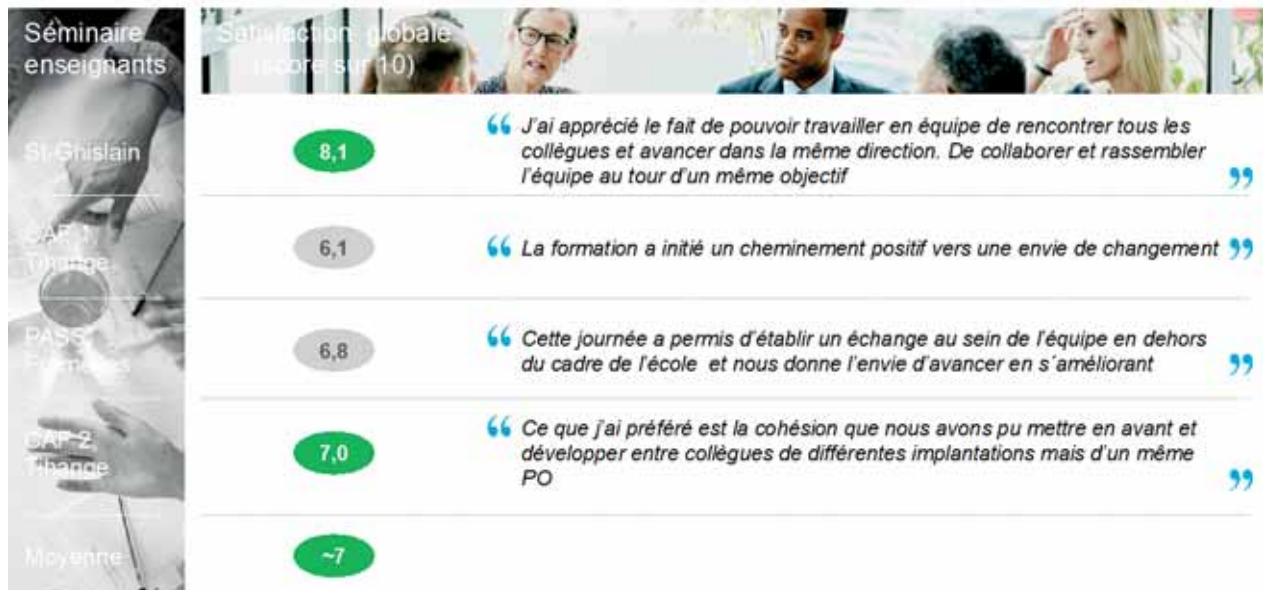 Séminaire
enseignants
Satisfaction globale
(score sur 10)
St-Ghislain
8,1
“ J’ai apprécié le fait de pouvoir travailler en équipe de rencontrer tous les
collègues et avancer dans la même direction. De collaborer et rassembler
l’équipe au tour d’un même objectif ”
CAF 1
Tihange
6,1
“ La formation a initié un cheminement positif vers une envie de changement ”
PASS
6,8
“ Cette journée a permis d’établir un échange au sein de l’équipe en dehors
du cadre de l’école et nous donne l’envie d’avancer en s´améliorant ”
CAF 2
Tihange
7,0
“ Ce que j’ai préféré est la cohésion que nous avons pu mettre en avant et
développer entre collègues de différentes implantations mais d’un même
PO ”
Moyenne
~7